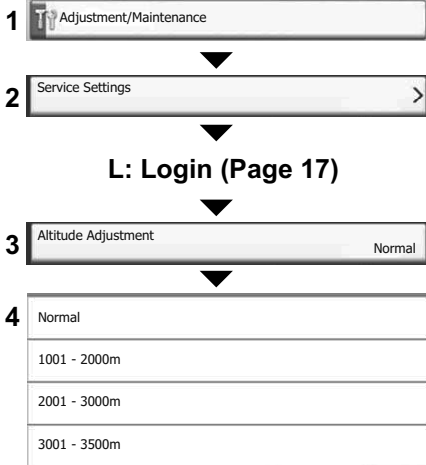 1 Adjustment/Maintenance
2 Service Settings >
L: Login (Page 17)
3 Altitude Adjustment
Normal
4 Normal
1001 - 2000m
2001 - 3000m
3001 - 3500m